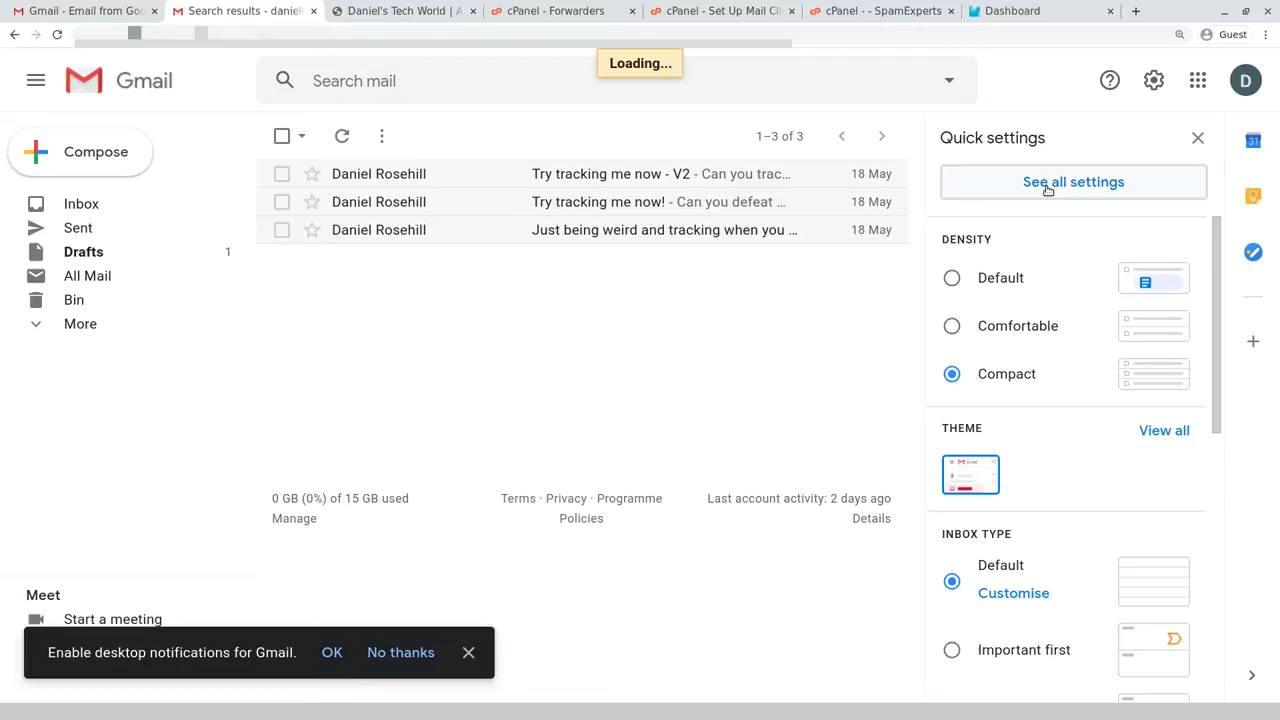 Gmail - Email from Goo
Search results - daniel
Daniel's Tech World | A
cPanel - Forwarders
cPanel - Set Up Mail Cl
cPanel - - SpamExperts
Dashboard
Guest
Loading...
Gmail
Search mail
D
Compose
1–3 of 3
Quick settings
See all settings
31
Daniel Rosehill Try tracking me now - V2 - Can you trac... 18 May
Daniel Rosehill Try tracking me now! - Can you defeat ... 18 May
Daniel Rosehill Just being weird and tracking when you ... 18 May
Inbox
Sent
Drafts 1
All Mail
Bin
More
DENSITY
Default
Comfortable
Compact
THEME View all
Gmail
INBOX TYPE
Default
Customise
Important first
0 GB (0%) of 15 GB used
Manage
Terms · Privacy · Programme
Policies
Last account activity: 2 days ago
Details
Meet
Start a meeting
Enable desktop notifications for Gmail. OK No thanks